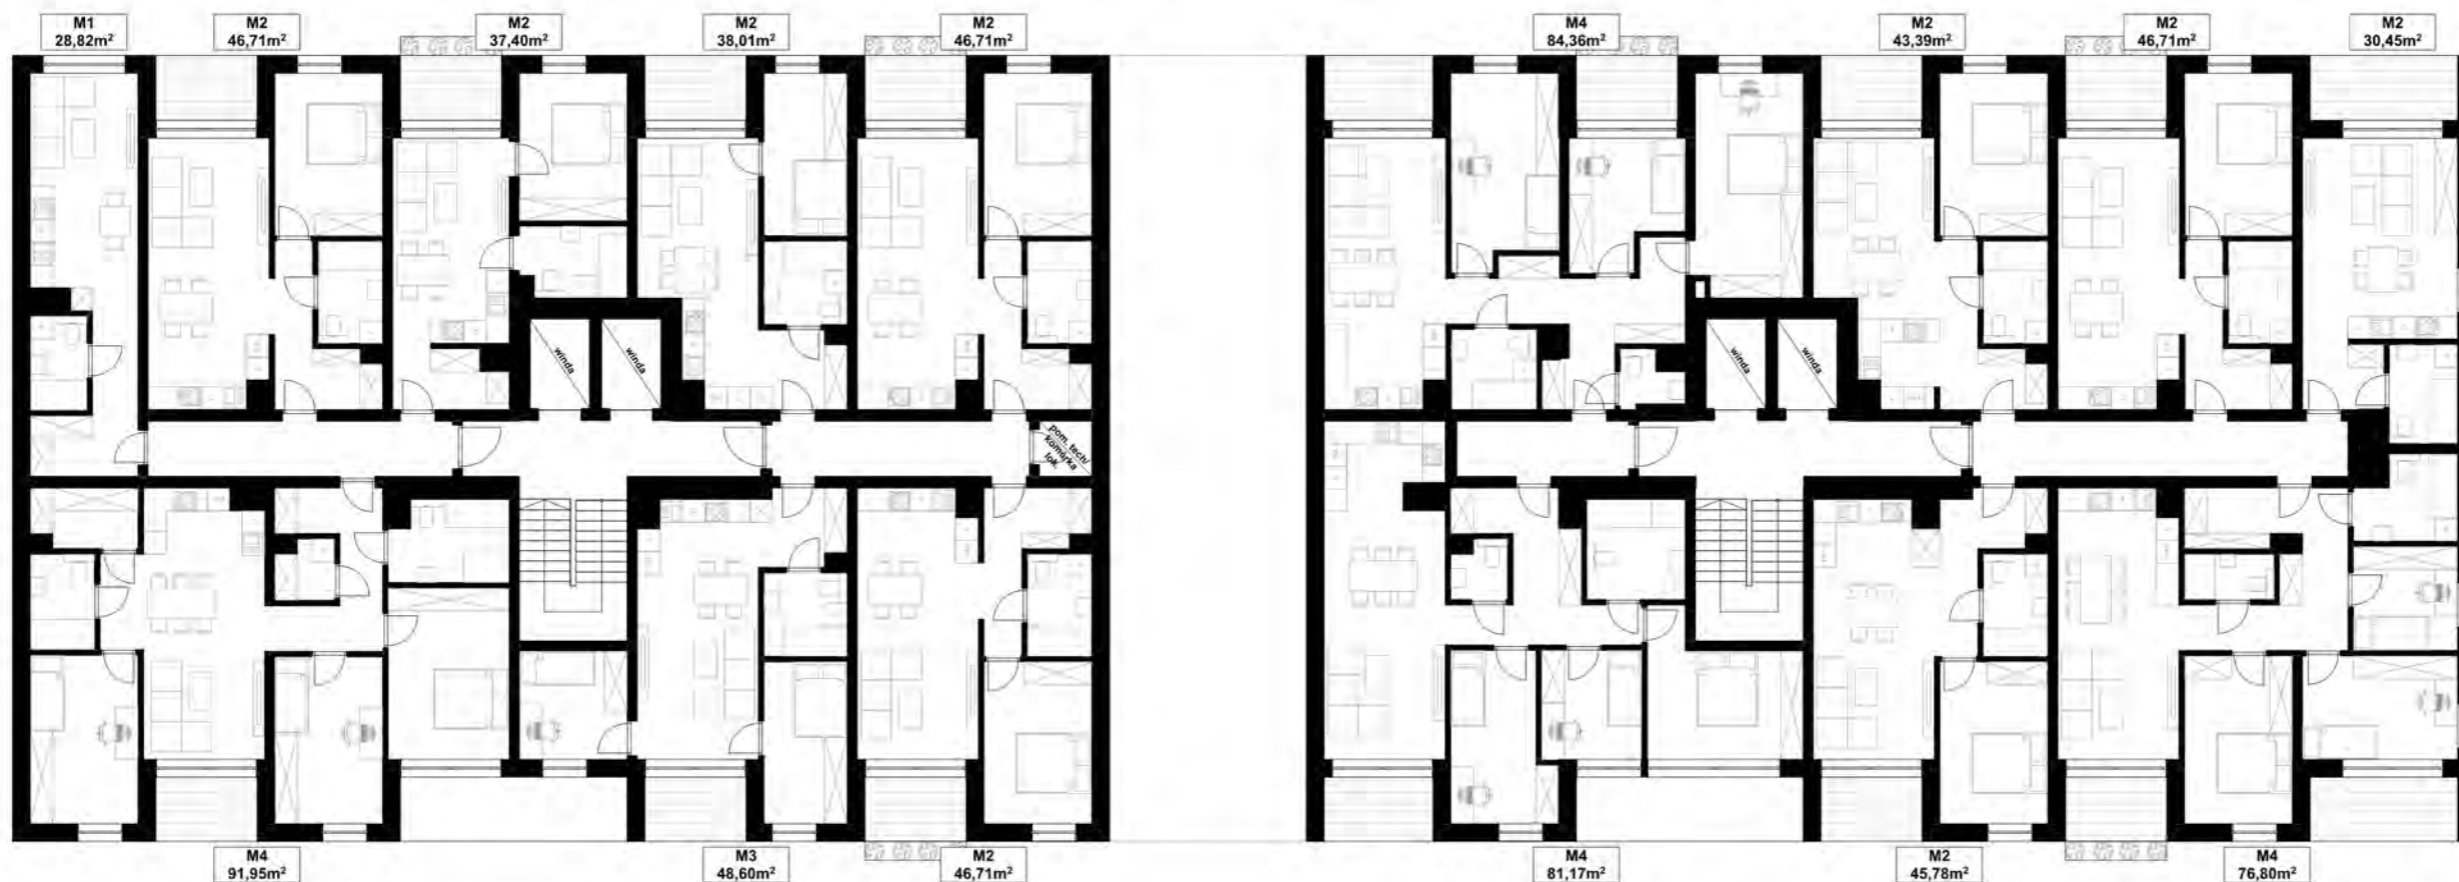 M1
28,82m²
M2
46,71m²
M2
37,40m²
M2
38,01m²
M2
46,71m²
M4
84,36m²
M2
43,39m²
M2
46,71m²
M2
30,45m²
winda
winda
winda
winda
pom. tech/
komórka
lok.
M4
91,95m²
M3
48,60m²
M2
46,71m²
M4
81,17m²
M2
45,78m²
M4
76,80m²